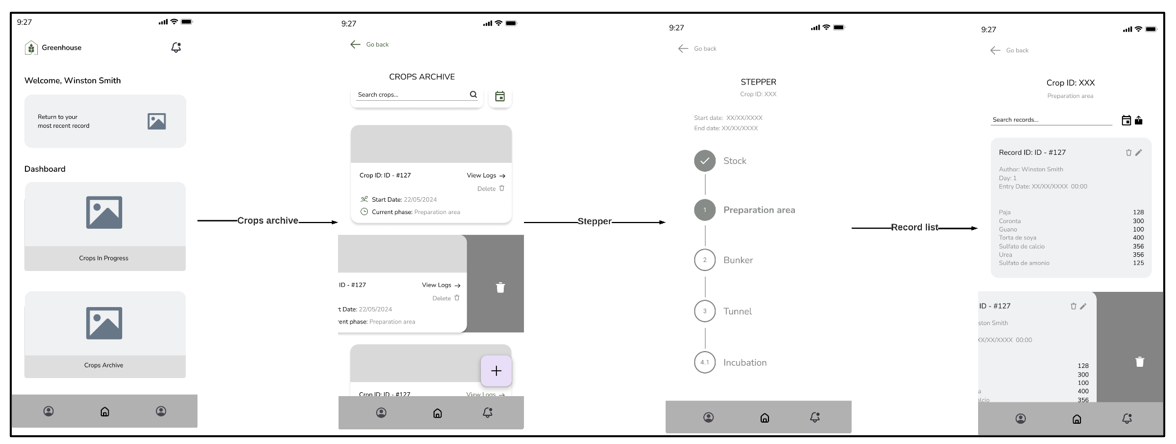 9:27
Greenhouse
Welcome, Winston Smith
Return to your
most recent record
Dashboard
Crops In Progress
Crops Archive
Crops archive
9:27
Go back
CROPS ARCHIVE
Search crops...
Crop ID: ID - #127 View Logs →
Delete
Start Date: 22/05/2024
Current phase: Preparation area
ID - #127 View Logs →
Delete
t Date: 22/05/2024
rent phase: Preparation area
Crop ID: ID - #127 View Logs →
Stepper
9:27
Go back
STEPPER
Crop ID: XXX
Start date: XX/XX/XXXX
End date: XX/XX/XXXX
Stock
1 Preparation area
2 Bunker
3 Tunnel
4.1 Incubation
Record list
9:27
Go back
Crop ID: XXX
Preparation area
Search records...
Record ID: ID - #127
Author: Winston Smith
Day: 1
Entry Date: XX/XX/XXXX 00:00
Paja 128
Coronta 300
Guano 100
Torta de soya 400
Sulfato de calcio 356
Urea 356
Sulfato de amonio 125
ID - #127
ston Smith
XX/XX/XXXX 00:00
128
300
100
a 400
alcio 356